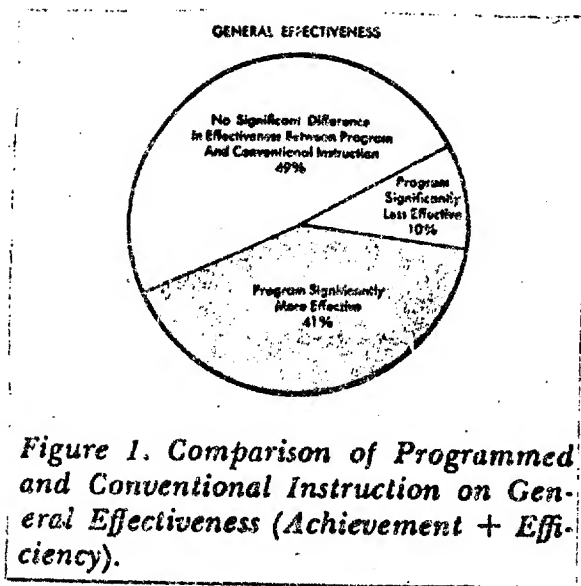 GENERAL EFFECTIVENESS
No Significant Difference
In Effectiveness Between Program
And Conventional Instruction
49%
Program
Significantly
Less Effective
10%
Program Significantly
More Effective
41%
Figure 1. Comparison of Programmed
and Conventional Instruction on Gen-
eral Effectiveness (Achievement + Effi-
ciency).